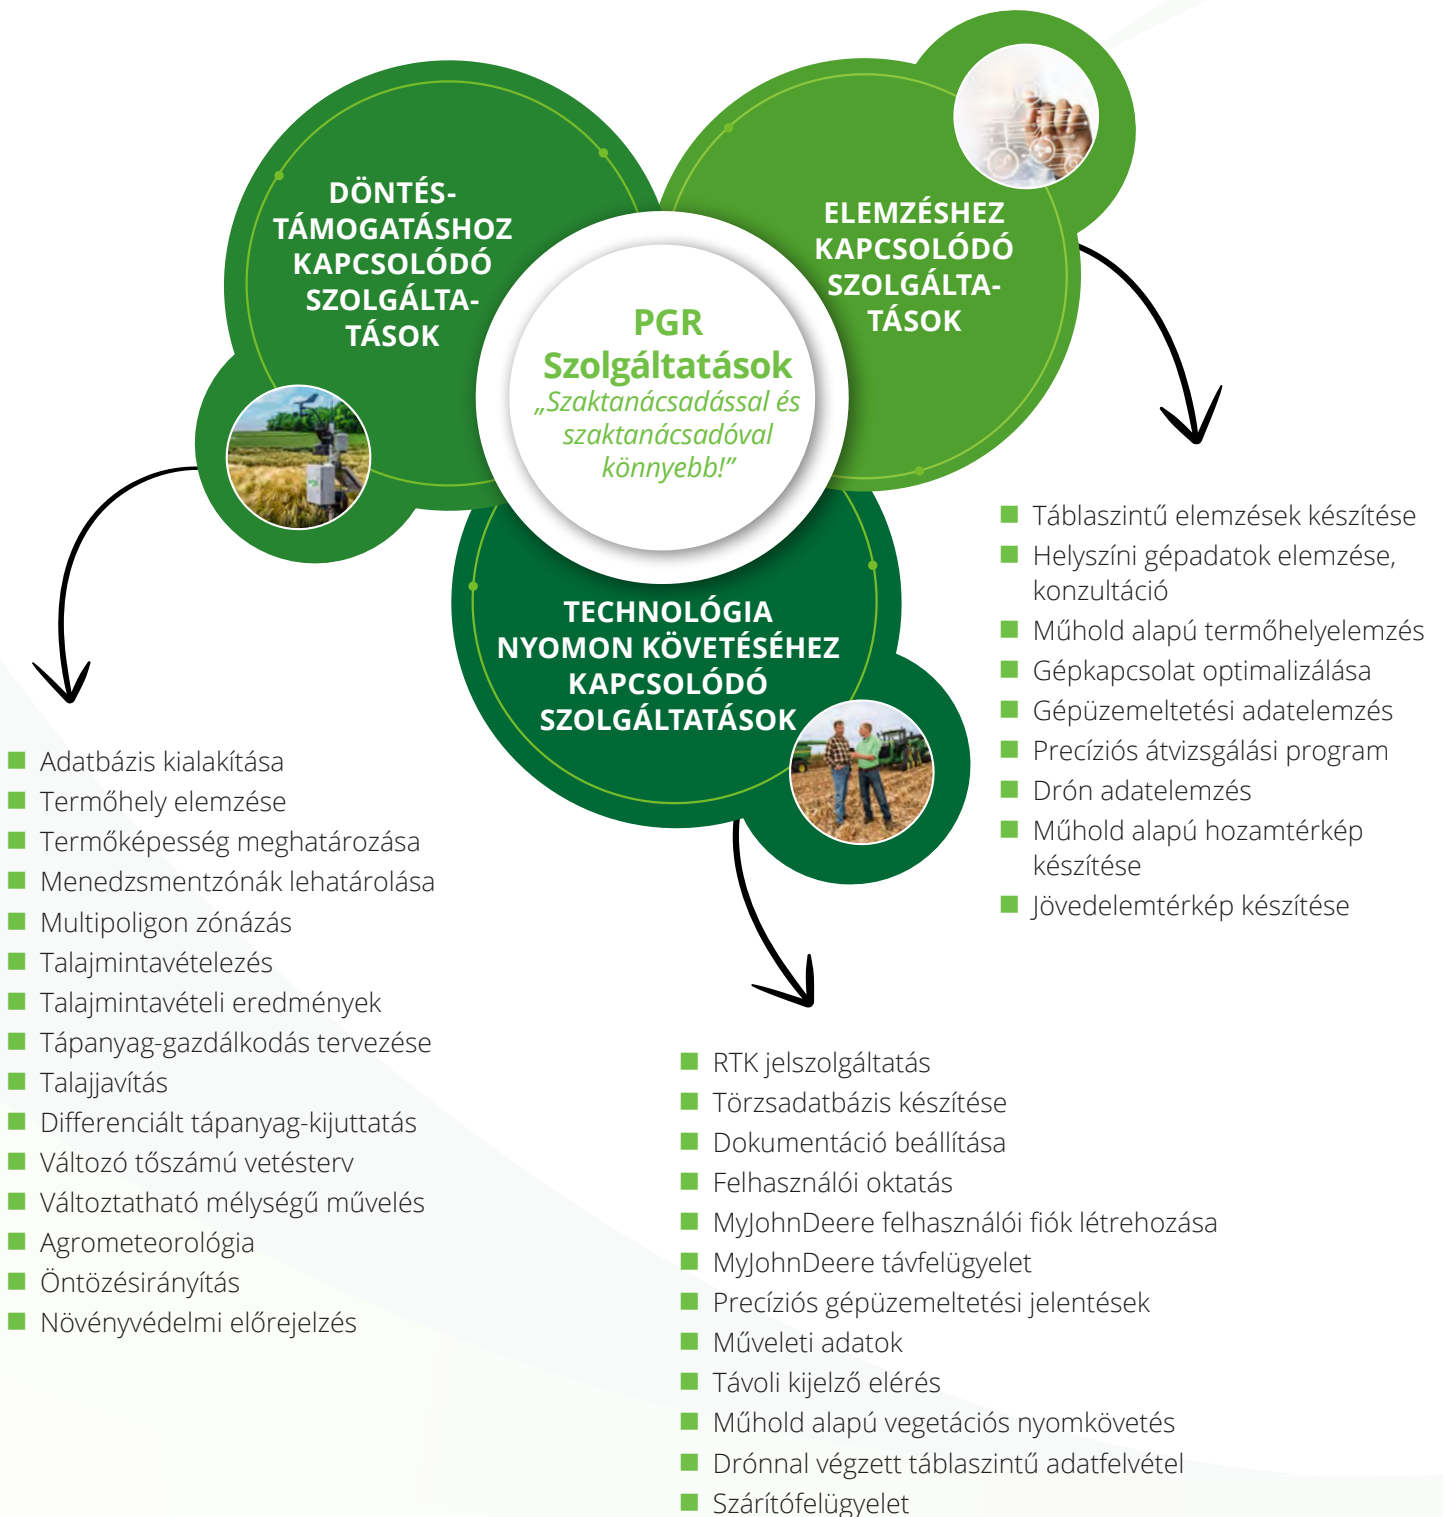 DÖNTÉS-
TÁMOGATÁSHOZ
KAPCSOLÓDÓ
SZOLGÁLTA-
TÁSOK
ELEMZÉSHEZ
KAPCSOLÓDÓ
SZOLGÁLTA-
TÁSOK
PGR
Szolgáltatások
„Szaktanácsadással és
szaktanácsadóval
könnyebb!”
TECHNOLÓGIA
NYOMON KÖVETÉSÉHEZ
KAPCSOLÓDÓ
SZOLGÁLTATÁSOK
Adatbázis kialakítása
Termőhely elemzése
Termőképesség meghatározása
Menedzsmentzónák lehatárolása
Multipoligon zónázás
Talajmintavételezés
Talajmintavételi eredmények
Tápanyag-gazdálkodás tervezése
Talajjavítás
Differenciált tápanyag-kijuttatás
Változó tőszámú vetésterv
Változtatható mélységű művelés
Agrometeorológia
Öntözésirányítás
Növényvédelmi előrejelzés
Táblaszintű elemzések készítése
Helyszíni gépadatok elemzése,
konzultáció
Műhold alapú termőhelyelemzés
Gépkapcsolat optimalizálása
Gépüzemeltetési adatelemzés
Precíziós átvizsgálási program
Drón adatelemzés
Műhold alapú hozamtérkép
készítése
Jövedelemtérkép készítése
RTK jelszolgáltatás
Törzsadatbázis készítése
Dokumentáció beállítása
Felhasználói oktatás
MyJohnDeere felhasználói fiók létrehozása
MyJohnDeere távfelügyelet
Precíziós gépüzemeltetési jelentések
Műveleti adatok
Távoli kijelző elérés
Műhold alapú vegetációs nyomkövetés
Drónnal végzett táblaszintű adatfelvétel
Szárítófelügyelet